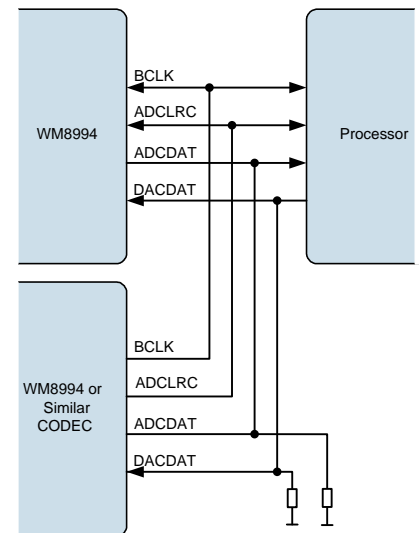 BCLK
ADCLRC
WM8994
Processor
ADCDAT
DACDAT
BCLK
WM8994 or
Similar
CODEC
ADCLRC
ADCDAT
DACDAT